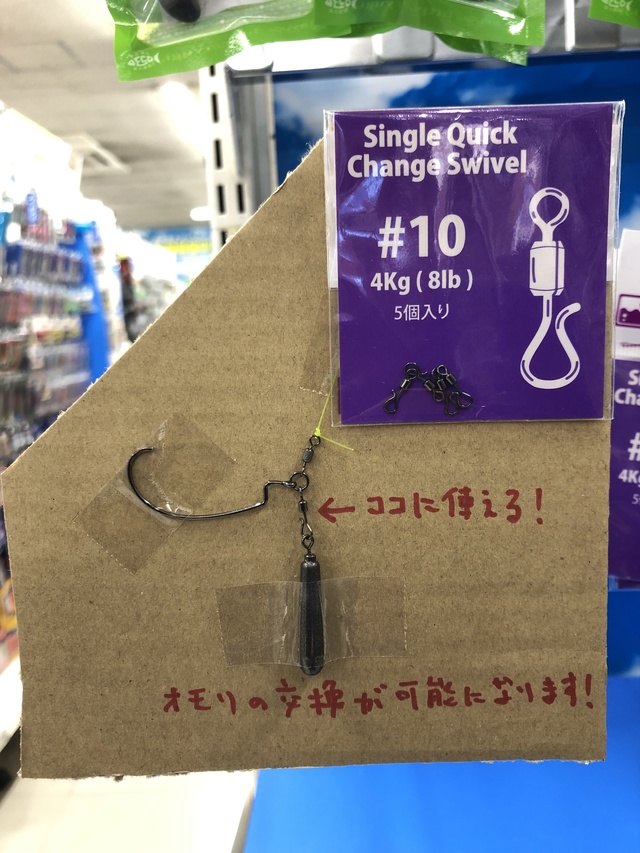 Single Quick
Change Swivel
#10
4Kg ( 8lb )
5個入り
←ココに使える!
オモリの交換が可能になります!